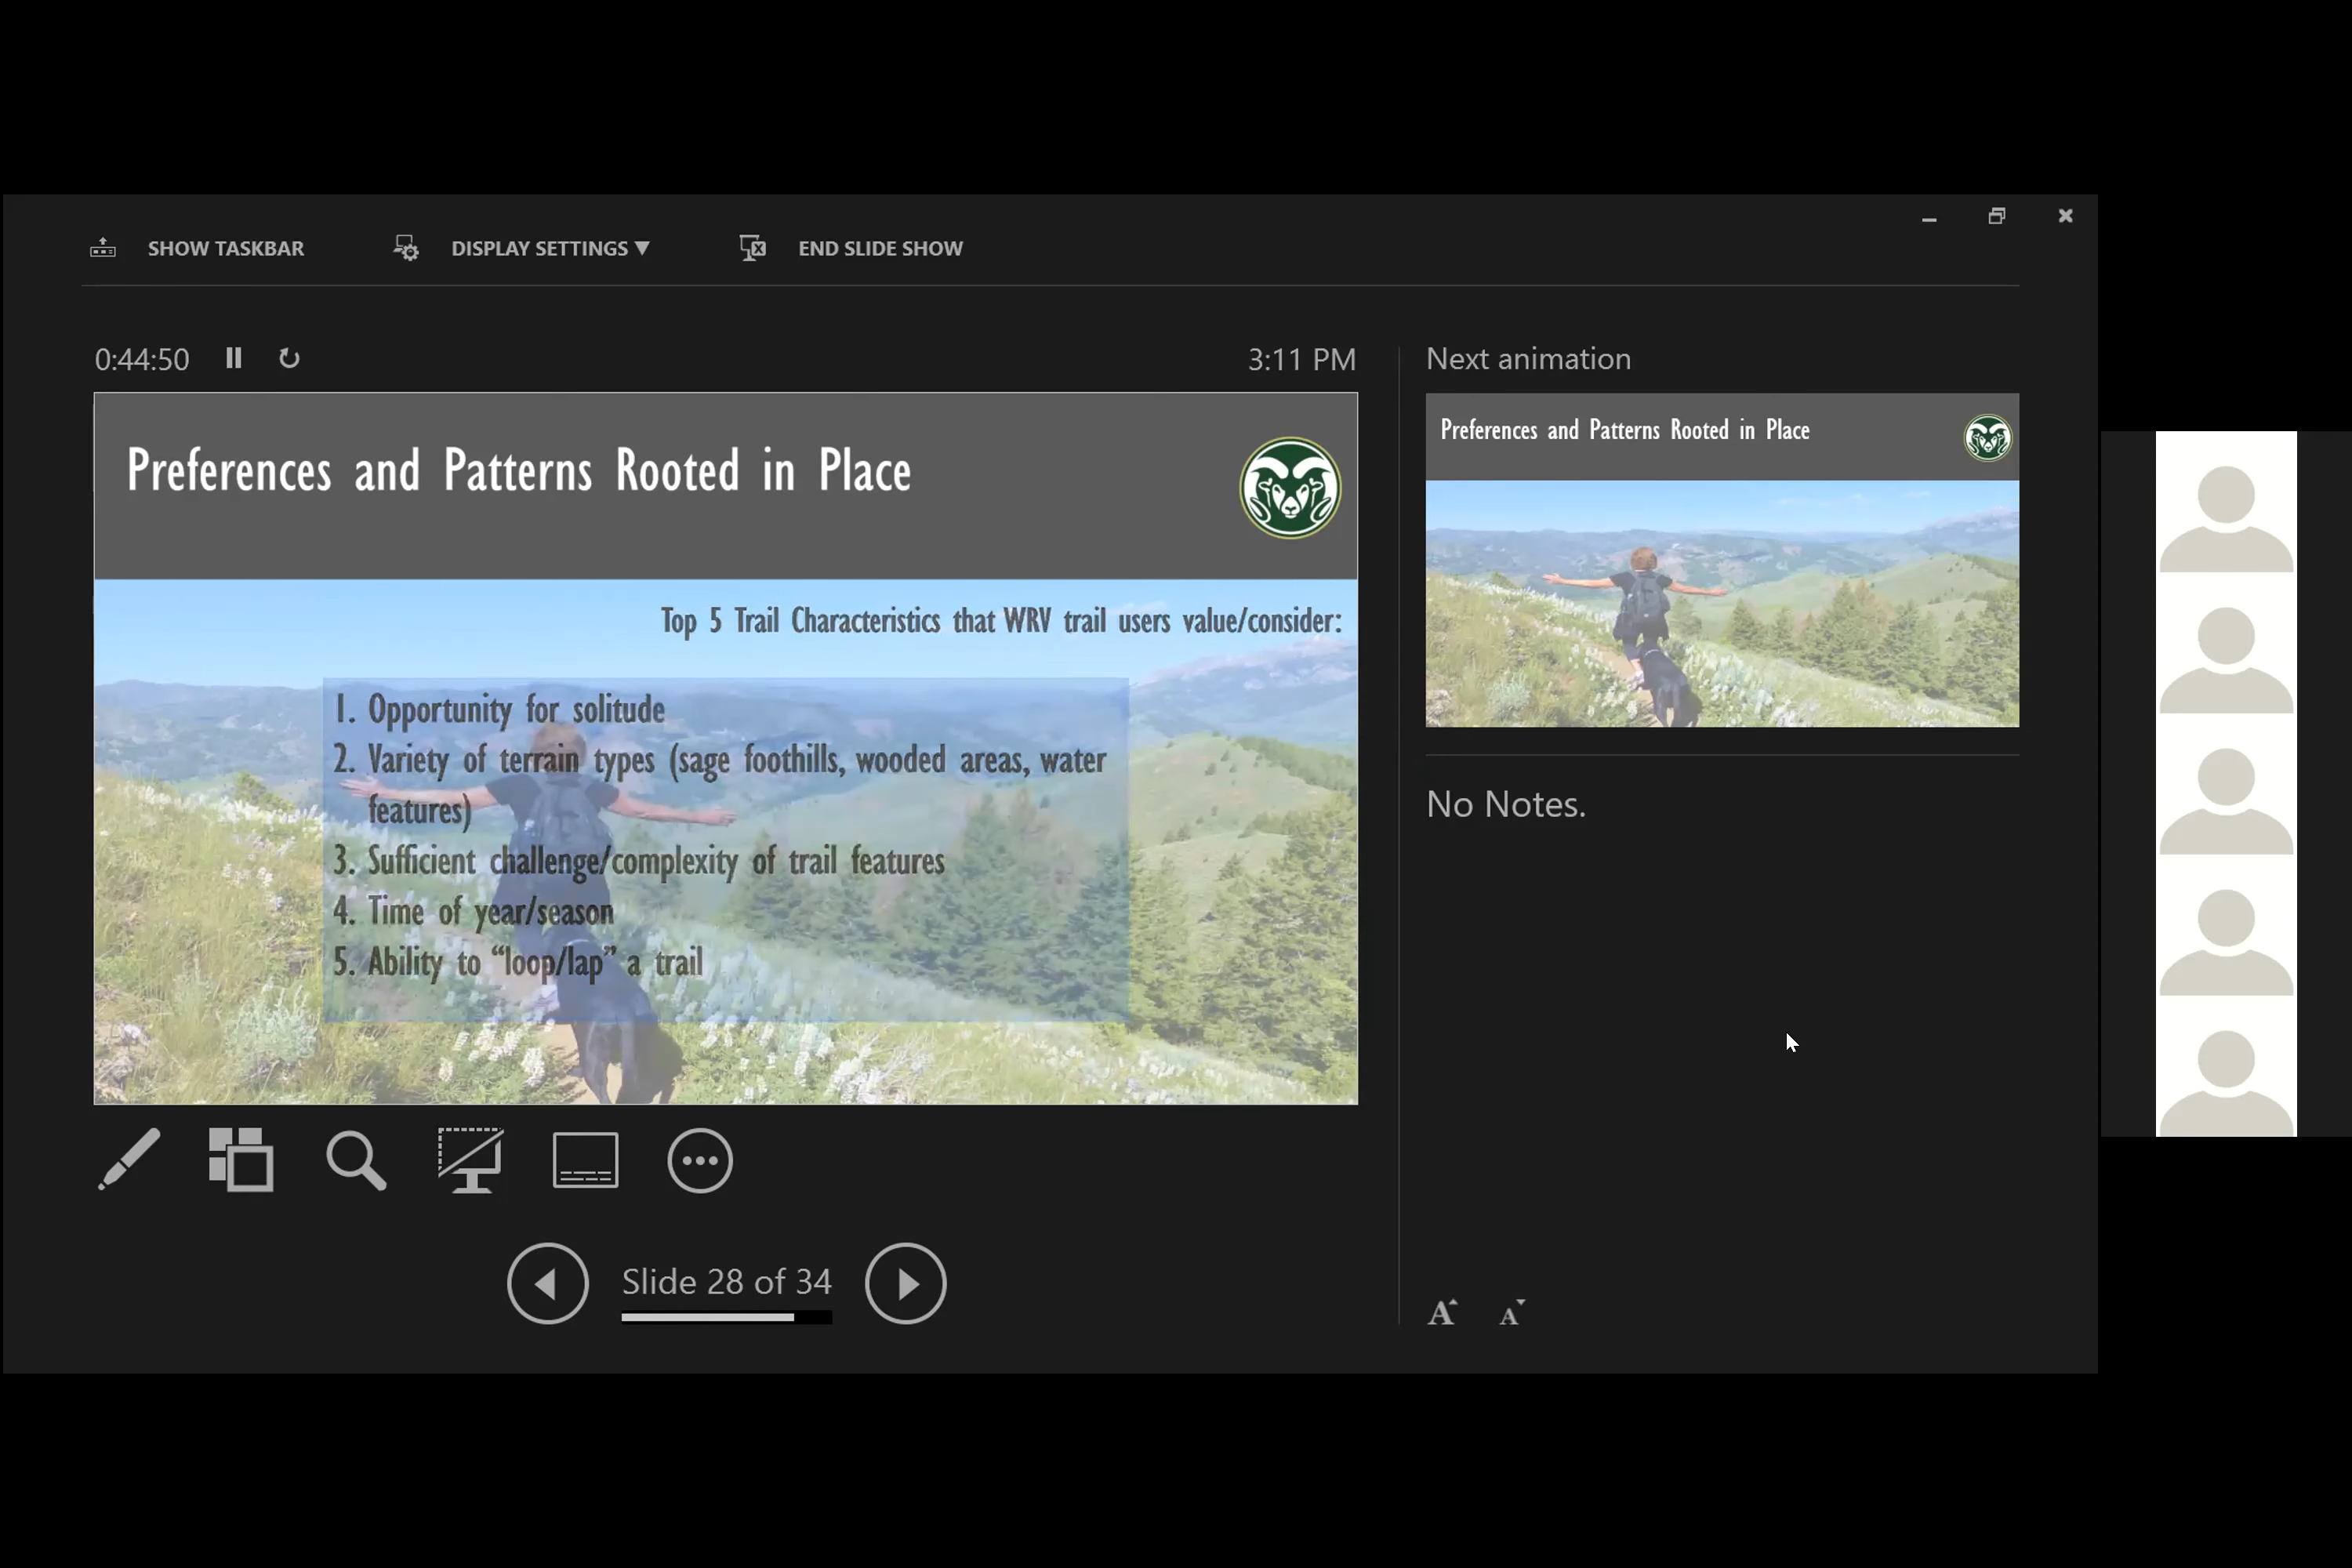 SHOW TASKBAR
DISPLAY SETTINGS ▼
END SLIDE SHOW
0:44:50
3:11 PM
Preferences and Patterns Rooted in Place
Top 5 Trail Characteristics that WRV trail users value/consider:
1. Opportunity for solitude
2. Variety of terrain types (sage foothills, wooded areas, water
features)
3. Sufficient challenge/complexity of trail features
4. Time of year/season
5. Ability to “loop/lap” a trail
Slide 28 of 34
Next animation
Preferences and Patterns Rooted in Place
No Notes.
A A